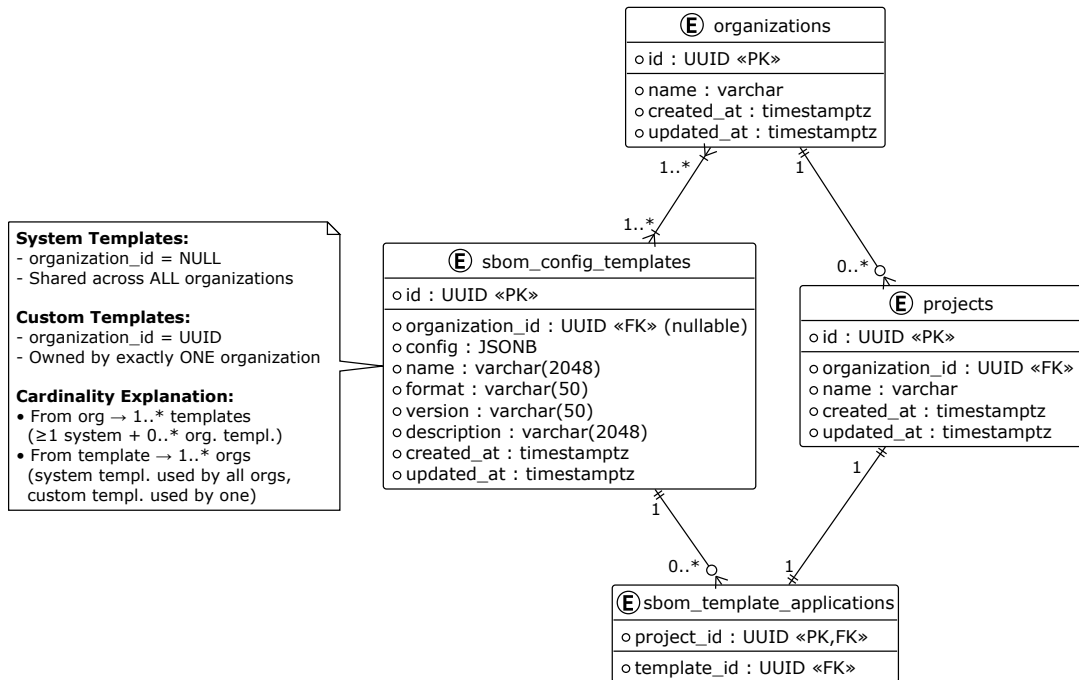 E organizations
id : UUID «PK»
name : varchar
created_at : timestamptz
updated_at : timestamptz
1..*
1
1..*
0..*
System Templates:
- organization_id = NULL
- Shared across ALL organizations
Custom Templates:
- organization_id = UUID
- Owned by exactly ONE organization
Cardinality Explanation:
• From org → 1..* templates
(≥1 system + 0..* org. templ.)
• From template → 1..* orgs
(system templ. used by all orgs,
custom templ. used by one)
E sbom_config_templates
id : UUID «PK»
organization_id : UUID «FK» (nullable)
config : JSONB
name : varchar(2048)
format : varchar(50)
version : varchar(50)
description : varchar(2048)
created_at : timestamptz
updated_at : timestamptz
E projects
id : UUID «PK»
organization_id : UUID «FK»
name : varchar
created_at : timestamptz
updated_at : timestamptz
1
1
0..*
1
E sbom_template_applications
project_id : UUID «PK,FK»
template_id : UUID «FK»